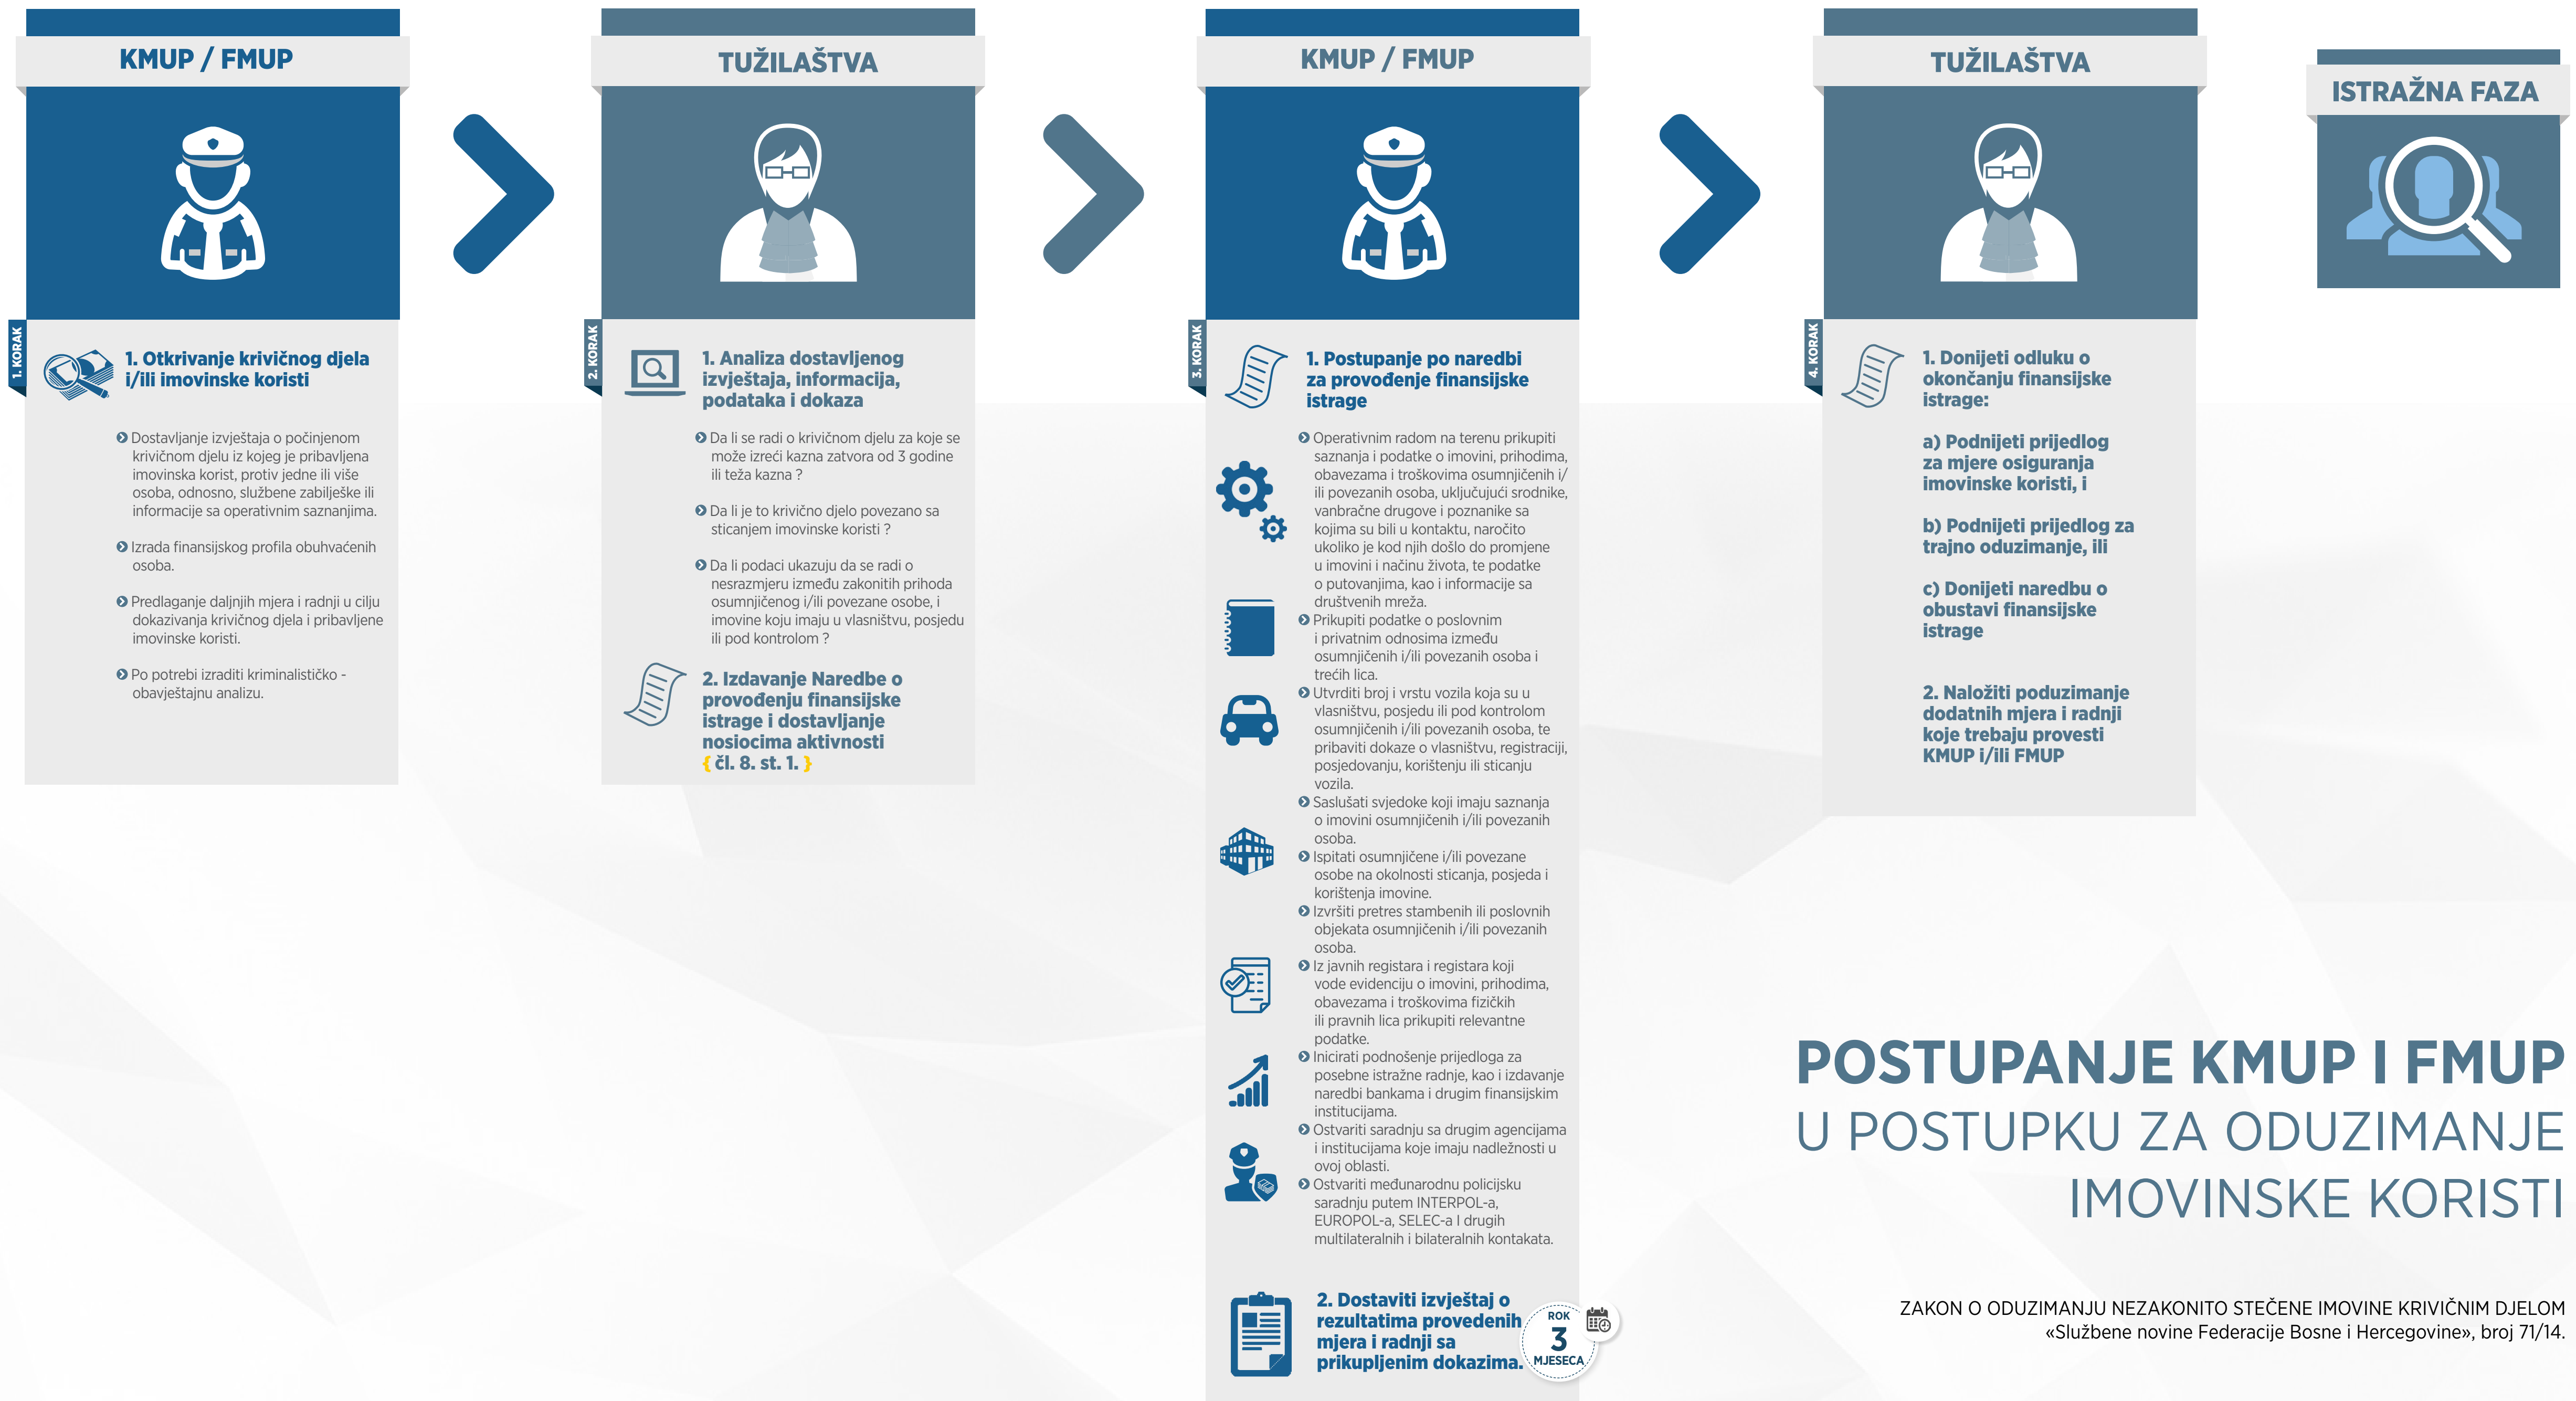 KMUP / FMUP
1. KORAK
1. Otkrivanje krivičnog djela
i/ili imovinske koristi
Dostavljanje izvještaja o počinjenom
krivičnom djelu iz kojeg je pribavljena
imovinska korist, protiv jedne ili više
osoba, odnosno, službene zabilješke ili
informacije sa operativnim saznanjima.
Izrada finansijskog profila obuhvaćenih
osoba.
Predlaganje daljnjih mjera i radnji u cilju
dokazivanja krivičnog djela i pribavljene
imovinske koristi.
Po potrebi izraditi kriminalističko -
obavještajnu analizu.
TUŽILAŠTVA
2. KORAK
1. Analiza dostavljenog
izvještaja, informacija,
podataka i dokaza
Da li se radi o krivičnom djelu za koje se
može izreći kazna zatvora od 3 godine
ili teža kazna ?
Da li je to krivično djelo povezano sa
sticanjem imovinske koristi ?
Da li podaci ukazuju da se radi o
nesrazmjeru između zakonitih prihoda
osumnjičenog i/ili povezane osobe, i
imovine koju imaju u vlasništvu, posjedu
ili pod kontrolom ?
2. Izdavanje Naredbe o
provođenju finansijske
istrage i dostavljanje
nosiocima aktivnosti
{ čl. 8. st. 1. }
KMUP / FMUP
3. KORAK
1. Postupanje po naredbi
za provođenje finansijske
istrage
Operativnim radom na terenu prikupiti
saznanja i podatke o imovini, prihodima,
obavezama i troškovima osumnjičenih i/
ili povezanih osoba, uključujući srodnike,
vanbračne drugove i poznanike sa
kojima su bili u kontaktu, naročito
ukoliko je kod njih došlo do promjene
u imovini i načinu života, te podatke
o putovanjima, kao i informacije sa
društvenih mreža.
Prikupiti podatke o poslovnim
i privatnim odnosima između
osumnjičenih i/ili povezanih osoba i
trećih lica.
Utvrditi broj i vrstu vozila koja su u
vlasništvu, posjedu ili pod kontrolom
osumnjičenih i/ili povezanih osoba, te
pribaviti dokaze o vlasništvu, registraciji,
posjedovanju, korištenju ili sticanju
vozila.
Saslušati svjedoke koji imaju saznanja
o imovini osumnjičenih i/ili povezanih
osoba.
Ispitati osumnjičene i/ili povezane
osobe na okolnosti sticanja, posjeda i
korištenja imovine.
Izvršiti pretres stambenih ili poslovnih
objekata osumnjičenih i/ili povezanih
osoba.
Iz javnih registara i registara koji
vode evidenciju o imovini, prihodima,
obavezama i troškovima fizičkih
ili pravnih lica prikupiti relevantne
podatke.
Inicirati podnošenje prijedloga za
posebne istražne radnje, kao i izdavanje
naredbi bankama i drugim finansijskim
institucijama.
Ostvariti saradnju sa drugim agencijama
i institucijama koje imaju nadležnosti u
ovoj oblasti.
Ostvariti međunarodnu policijsku
saradnju putem INTERPOL-a,
EUROPOL-a, SELEC-a I drugih
multilateralnih i bilateralnih kontakata.
2. Dostaviti izvještaj o
rezultatima provedenih
mjera i radnji sa
prikupljenim dokazima.
ROK
3
MJESECA
TUŽILAŠTVA
4. KORAK
1. Donijeti odluku o
okončanju finansijske
istrage:
a) Podnijeti prijedlog
za mjere osiguranja
imovinske koristi, i
b) Podnijeti prijedlog za
trajno oduzimanje, ili
c) Donijeti naredbu o
obustavi finansijske
istrage
2. Naložiti poduzimanje
dodatnih mjera i radnji
koje trebaju provesti
KMUP i/ili FMUP
ISTRAŽNA FAZA
POSTUPANJE KMUP I FMUP
U POSTUPKU ZA ODUZIMANJE
IMOVINSKE KORISTI
ZAKON O ODUZIMANJU NEZAKONITO STEČENE IMOVINE KRIVIČNIM DJELOM
«Službene novine Federacije Bosne i Hercegovine», broj 71/14.